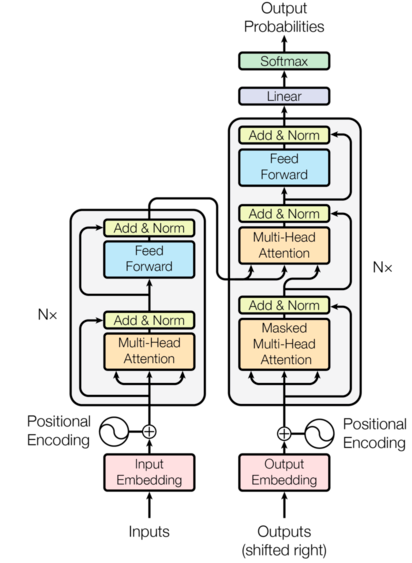 Output
Probabilities
Softmax
Linear
Add & Norm
Feed
Forward
Add & Norm
Multi-Head
Attention
Nx
Add & Norm
Masked
Multi-Head
Attention
Positional
Encoding
Output
Embedding
Outputs
(shifted right)
Add & Norm
Feed
Forward
Nx
Add & Norm
Multi-Head
Attention
Positional
Encoding
Input
Embedding
Inputs